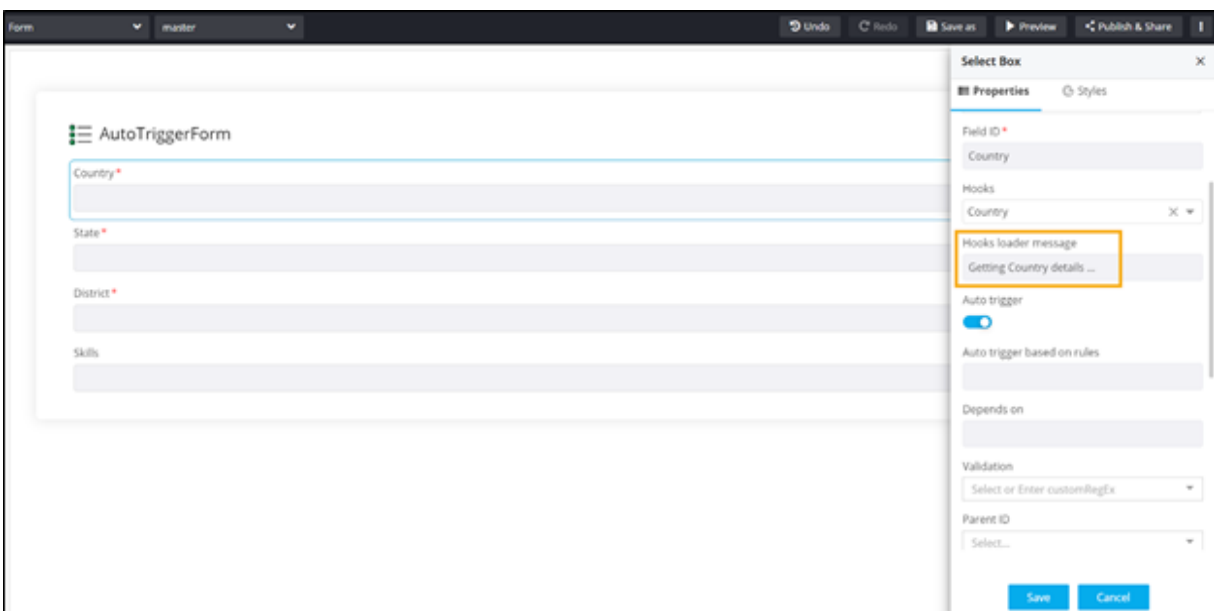 Form master Undo Redo Save as Preview Publish & Share
Select Box
Properties Styles
AutoTriggerForm
Country *
State *
District *
Skills
Field ID *
Country
Hooks
Country
Hooks loader message
Getting Country details ...
Auto trigger
Auto trigger based on rules
Depends on
Validation
Select or Enter customRegEx
Parent ID
Select...
Save Cancel